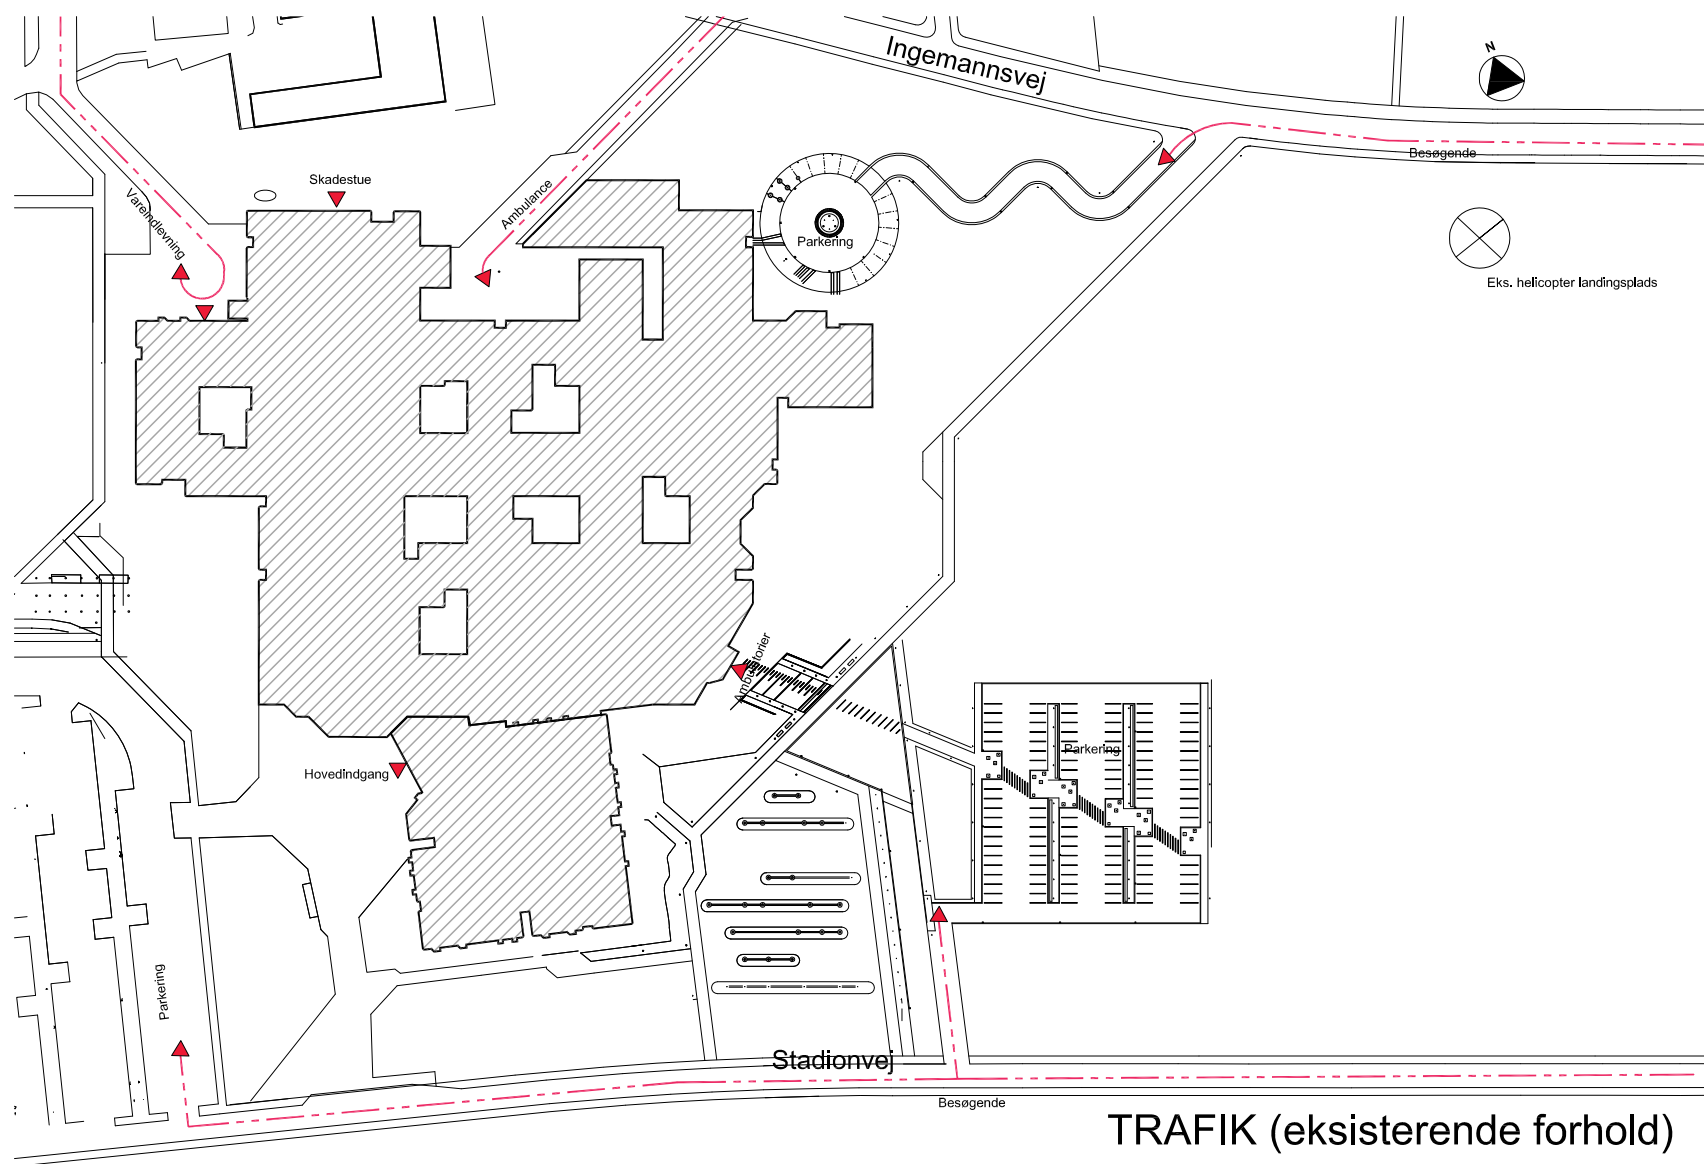 Ingemannsvej
N
Besøgende
Skadestue
Vareindlevning
Ambulance
Parkering
Eks. helicopter landingsplads
Ambulatorier
Parkering
Hovedindgang
Parkering
Stadionvej
Besøgende
TRAFIK (eksisterende forhold)